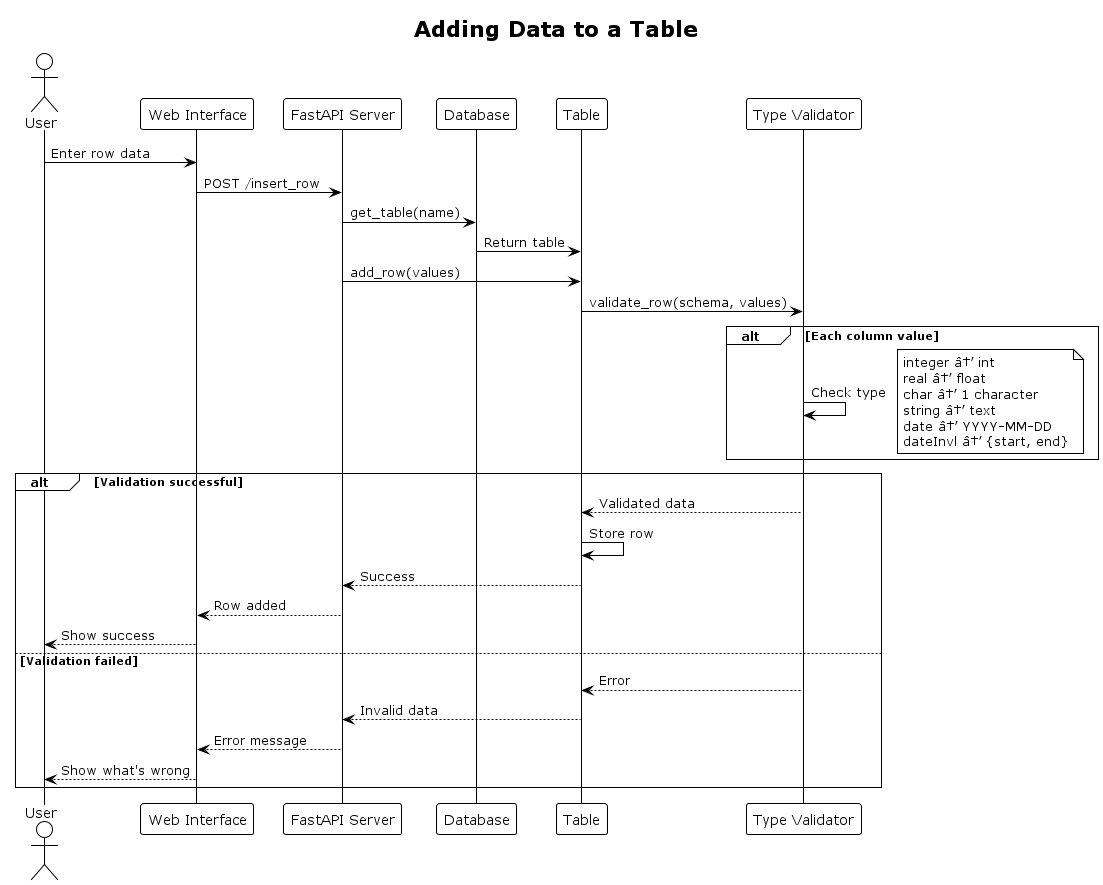 Adding Data to a Table
User
Web Interface
FastAPI Server
Database
Table
Type Validator
Enter row data
POST /insert_row
get_table(name)
Return table
add_row(values)
validate_row(schema, values)
alt
[Each column value]
Check type
integer â†’ int
real â†’ float
char â†’ 1 character
string â†’ text
date â†’ YYYY-MM-DD
dateInvl â†’ {start, end}
alt
[Validation successful]
Validated data
Store row
Success
Row added
Show success
[Validation failed]
Error
Invalid data
Error message
Show what's wrong
User
Web Interface
FastAPI Server
Database
Table
Type Validator